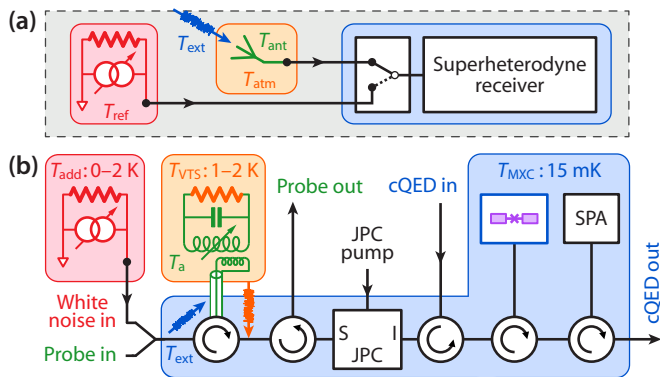 (a)
T_ext
T_ant
T_atm
T_ref
Superheterodyne
receiver
(b)
T_add: 0–2 K
T_VTS: 1–2 K
Probe out
cQED in
T_MXC: 15 mK
T_a
JPC
pump
SPA
White
noise in
Probe in
T_ext
S
I
JPC
cQED out